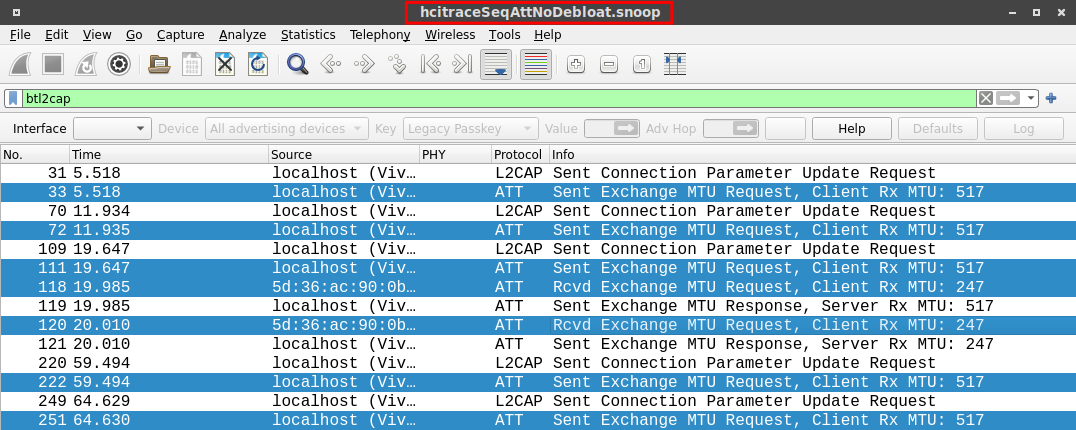 hcitraceSeqAttNoDebloat.snoop
File Edit View Go Capture Analyze Statistics Telephony Wireless Tools Help
btl2cap
Interface Device All advertising devices Key Legacy Passkey Value Adv Hop Help Defaults Log
No. Time Source PHY Protocol Info
31 5.518 localhost (Viv… L2CAP Sent Connection Parameter Update Request
33 5.518 localhost (Viv… ATT Sent Exchange MTU Request, Client Rx MTU: 517
70 11.934 localhost (Viv… L2CAP Sent Connection Parameter Update Request
72 11.935 localhost (Viv… ATT Sent Exchange MTU Request, Client Rx MTU: 517
109 19.647 localhost (Viv… L2CAP Sent Connection Parameter Update Request
111 19.647 localhost (Viv… ATT Sent Exchange MTU Request, Client Rx MTU: 517
118 19.985 5d:36:ac:90:0b… ATT Rcvd Exchange MTU Request, Client Rx MTU: 247
119 19.985 localhost (Viv… ATT Sent Exchange MTU Response, Server Rx MTU: 517
120 20.010 5d:36:ac:90:0b… ATT Rcvd Exchange MTU Request, Client Rx MTU: 247
121 20.010 localhost (Viv… ATT Sent Exchange MTU Response, Server Rx MTU: 247
220 59.494 localhost (Viv… L2CAP Sent Connection Parameter Update Request
222 59.494 localhost (Viv… ATT Sent Exchange MTU Request, Client Rx MTU: 517
249 64.629 localhost (Viv… L2CAP Sent Connection Parameter Update Request
251 64.630 localhost (Viv… ATT Sent Exchange MTU Request, Client Rx MTU: 517